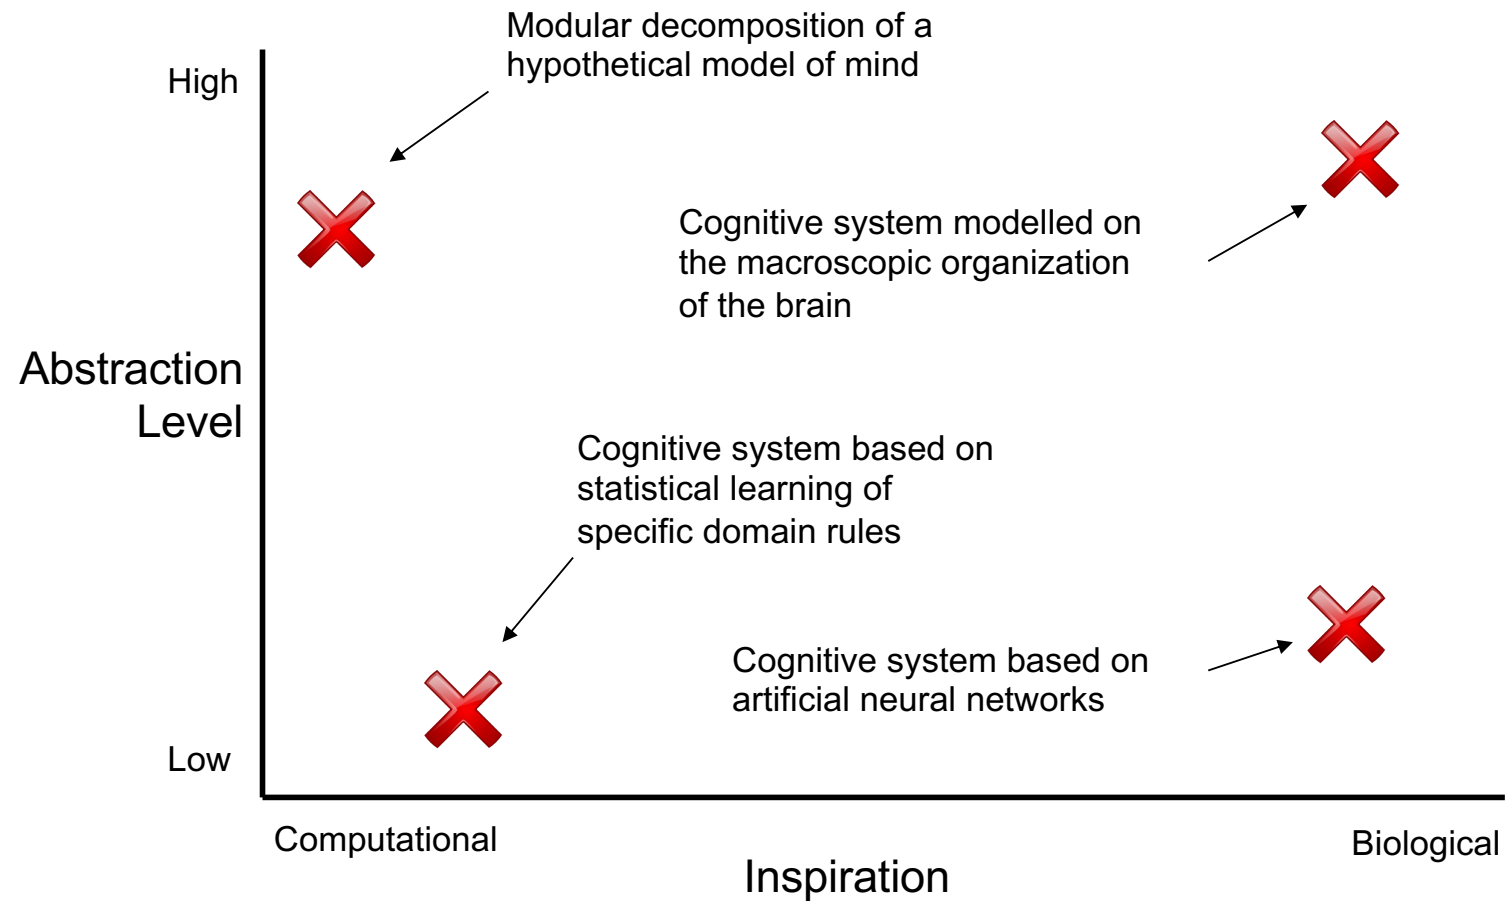 Modular decomposition of a
hypothetical model of mind
High
Cognitive system modelled on
the macroscopic organization
of the brain
Abstraction
Level
Cognitive system based on
statistical learning of
specific domain rules
Cognitive system based on
artificial neural networks
Low
Computational
Biological
Inspiration